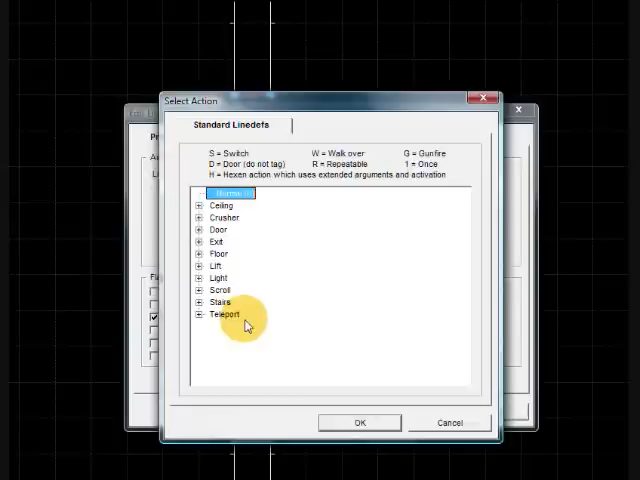 Select Action
Standard Linedefs
S = Switch W = Walk over G = Gunfire
D = Door (do not tag) R = Repeatable 1 = Once
H = Hexen action which uses extended arguments and activation
Ceiling
Crusher
Door
Exit
Floor
Lift
Light
Scroll
Stairs
Teleport
OK Cancel